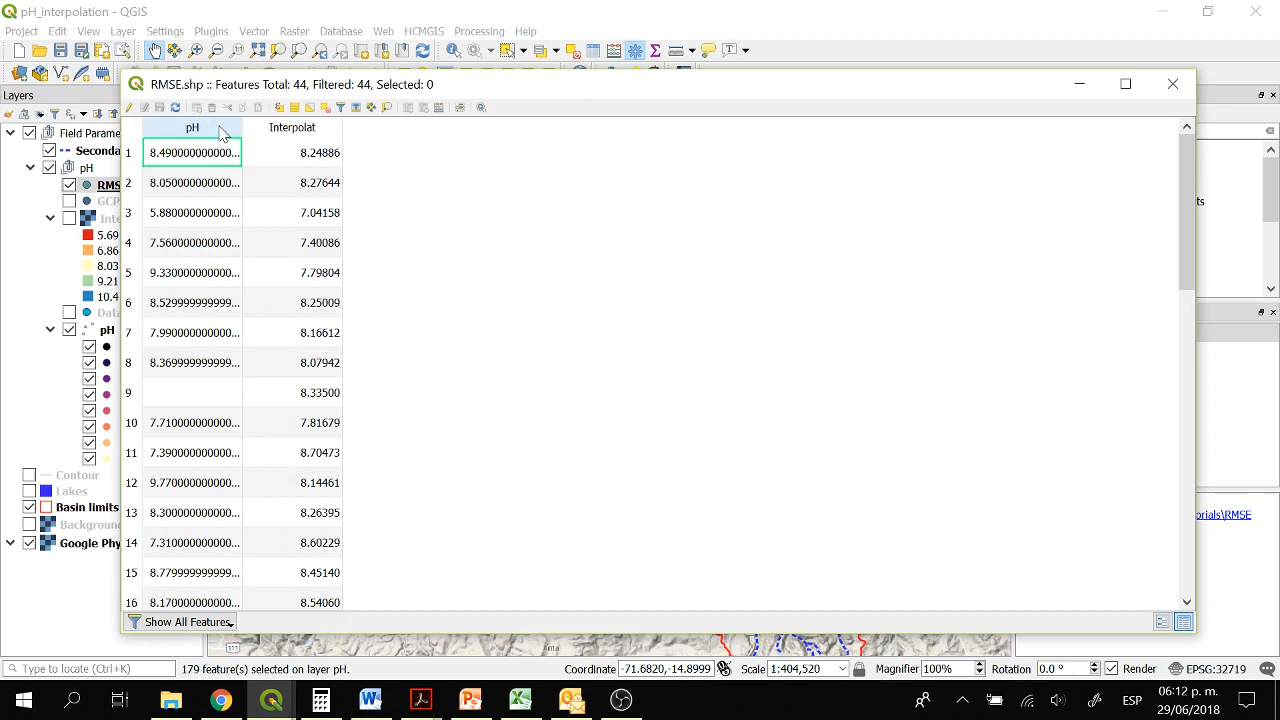 pH_interpolation - QGIS
Project Edit View Layer Settings Plugins Vector Raster Database Web HCMGIS Processing Help
Layers
RMSE.shp :: Features Total: 44, Filtered: 44, Selected: 0
Field Parame
Seconda
pH
RMS
GCP
Inte
5.69
6.86
8.03
9.21
10.4
Data
pH
Contour
Lakes
Basin limits
Background
Google Phy
pH Interpolat
1 8.490000000000... 8.24886
2 8.050000000000... 8.27644
3 5.880000000000... 7.04158
4 7.560000000000... 7.40086
5 9.330000000000... 7.79804
6 8.529999999999... 8.25009
7 7.990000000000... 8.16612
8 8.369999999999... 8.07942
9 8.33500
10 7.710000000000... 7.81679
11 7.390000000000... 8.70473
12 9.770000000000... 8.14461
13 8.300000000000... 8.26395
14 7.310000000000... 8.60229
15 8.779999999999... 8.45140
16 8.170000000000... 8.54060
ts
orials\RMSE
Show All Features
Anta
Type to locate (Ctrl+K) 179 feature(s) selected on layer pH. Coordinate -71.6820,-14.8999 Scale 1:404,520 Magnifier 100% Rotation 0.0 ° Render EPSG:32719
ESP
06:12 p. m.
29/06/2018